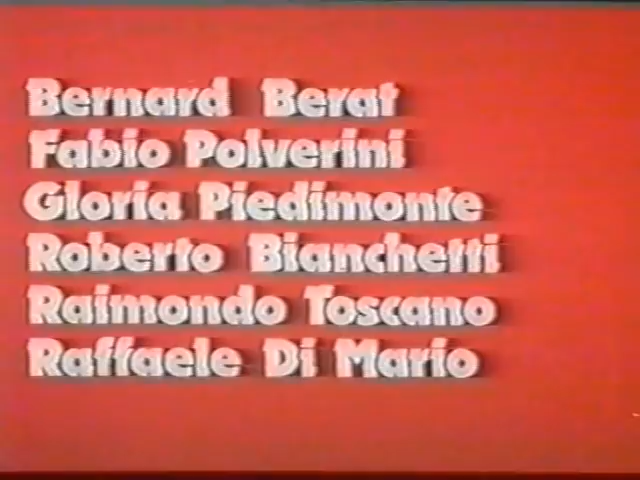 Bernard Berat
Fabio Polverini
Gloria Piedimonte
Roberto Bianchetti
Raimondo Toscano
Raffaele Di Mario